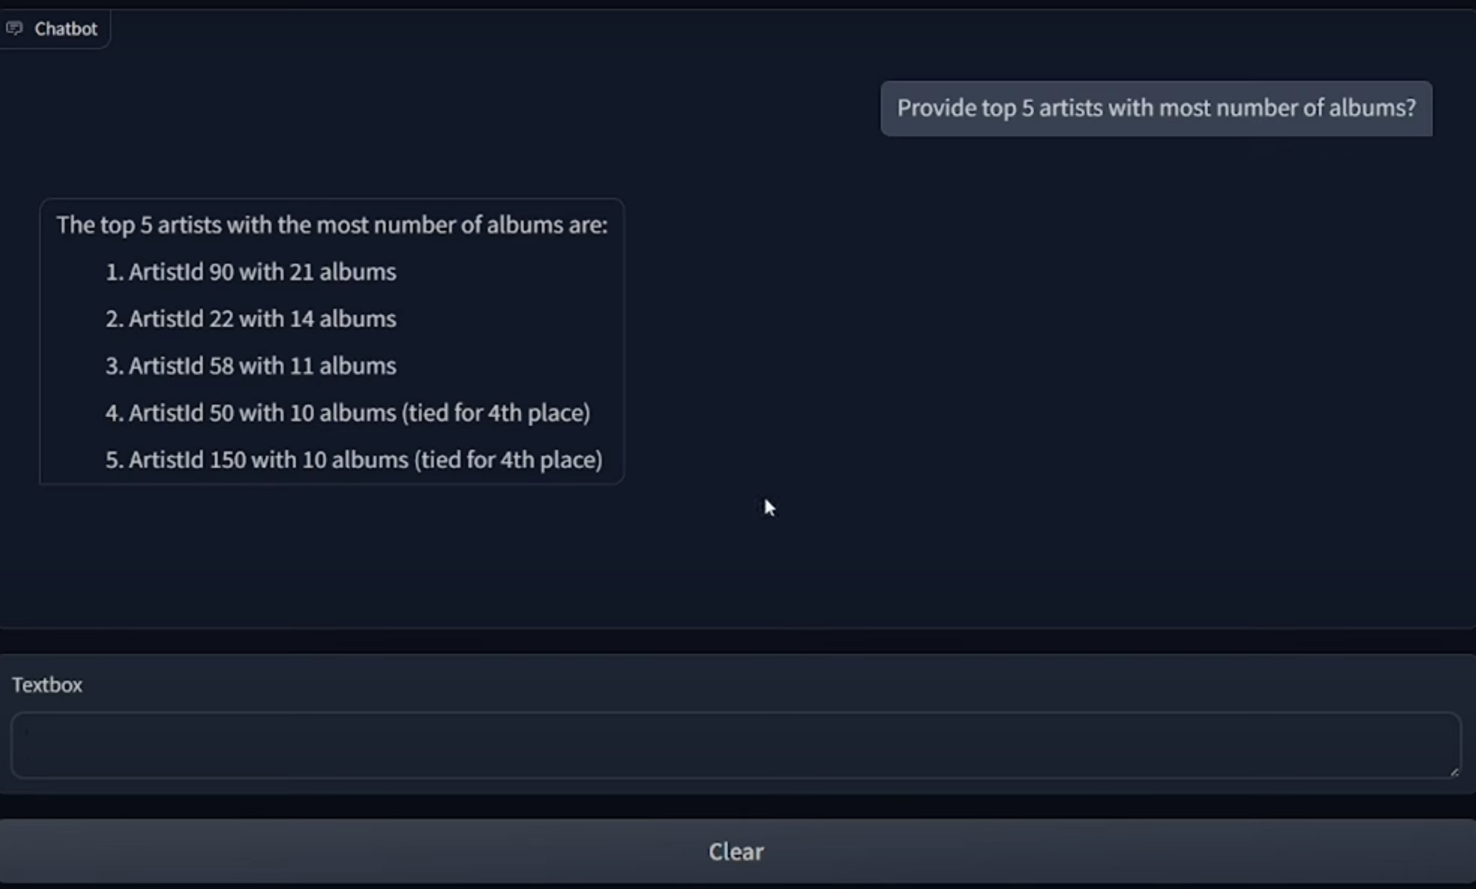 Chatbot
Provide top 5 artists with most number of albums?
The top 5 artists with the most number of albums are:
1. ArtistId 90 with 21 albums
2. ArtistId 22 with 14 albums
3. ArtistId 58 with 11 albums
4. ArtistId 50 with 10 albums (tied for 4th place)
5. ArtistId 150 with 10 albums (tied for 4th place)
Textbox
Clear